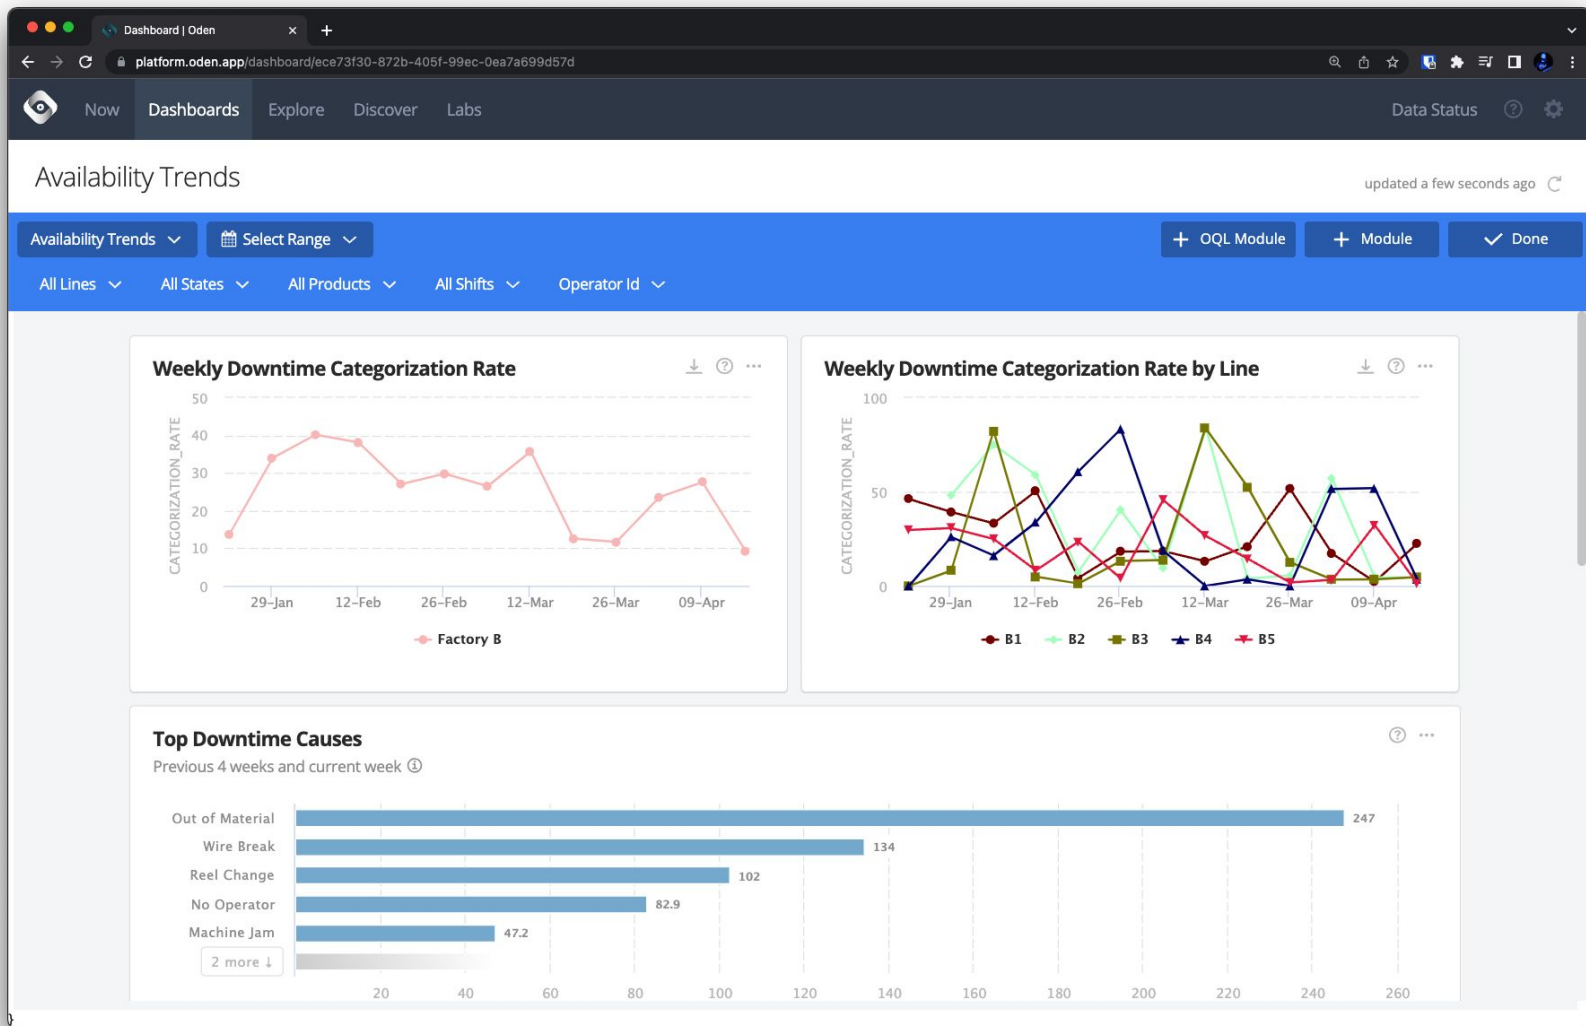 Dashboard | Oden
platform.oden.app/dashboard/ece73f30-872b-405f-99ec-0ea7a699d57d
Now Dashboards Explore Discover Labs Data Status
Availability Trends
updated a few seconds ago
Availability Trends Select Range + OQL Module + Module Done
All Lines All States All Products All Shifts Operator Id
Weekly Downtime Categorization Rate
CATEGORIZATION_RATE
50
40
30
20
10
0
29-Jan 12-Feb 26-Feb 12-Mar 26-Mar 09-Apr
Factory B
Weekly Downtime Categorization Rate by Line
CATEGORIZATION_RATE
100
50
0
29-Jan 12-Feb 26-Feb 12-Mar 26-Mar 09-Apr
B1 B2 B3 B4 B5
Top Downtime Causes
Previous 4 weeks and current week
Out of Material 247
Wire Break 134
Reel Change 102
No Operator 82.9
Machine Jam 47.2
2 more ↓
20 40 60 80 100 120 140 160 180 200 220 240 260
}